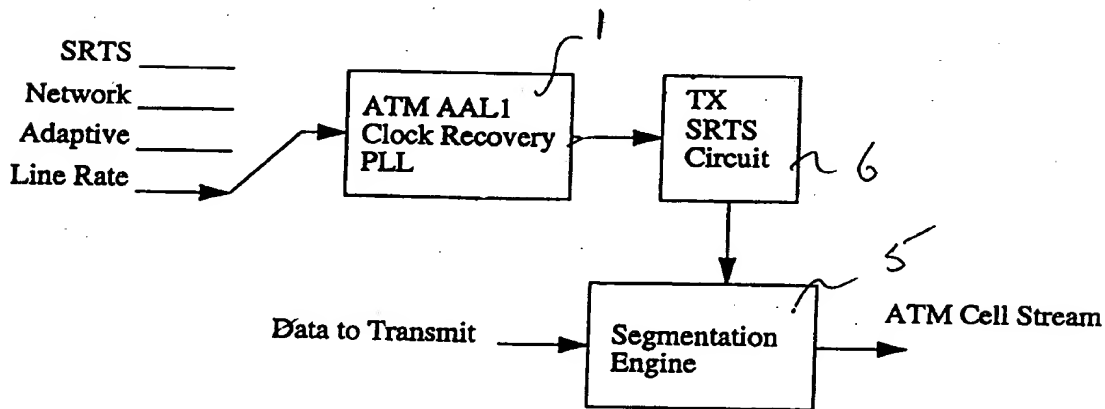 1
SRTS
Network
Adaptive
Line Rate
ATM AAL1
Clock Recovery
PLL
TX
SRTS
Circuit
6
5
Data to Transmit
Segmentation
Engine
ATM Cell Stream